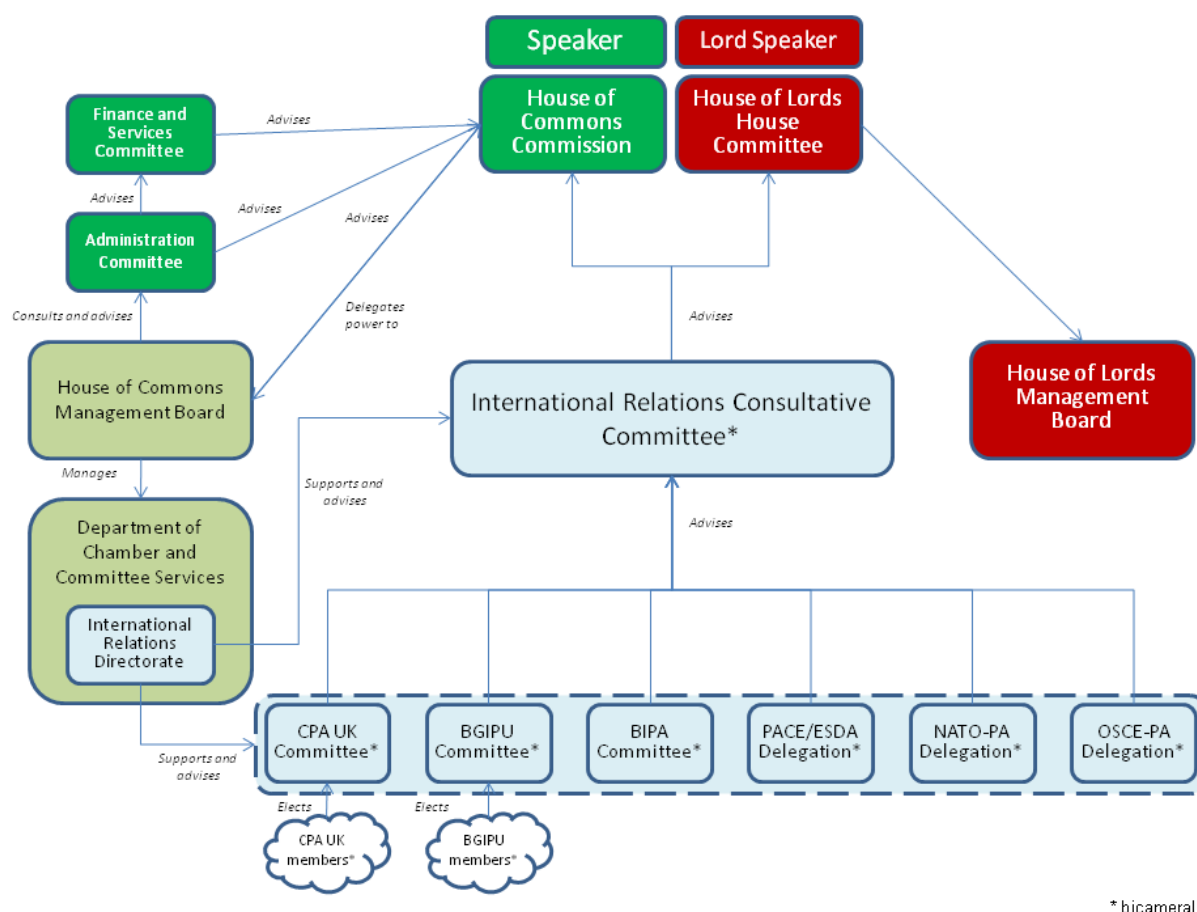 Speaker
Lord Speaker
Finance and
Services
Committee
Advises
House of
Commons
Commission
House of Lords
House
Committee
Advises
Advises
Advises
Administration
Committee
Consults and advises
Delegates
power to
Advises
House of Commons
Management Board
International Relations Consultative
Committee*
House of Lords
Management
Board
Manages
Supports and
advises
Department of
Chamber and
Committee Services
Advises
International
Relations
Directorate
Supports and
advises
CPA UK
Committee*
BGIPU
Committee*
BIPA
Committee*
PACE/ESDA
Delegation*
NATO-PA
Delegation*
OSCE-PA
Delegation*
Elects
Elects
CPA UK
members*
BGIPU
members*
* bicameral